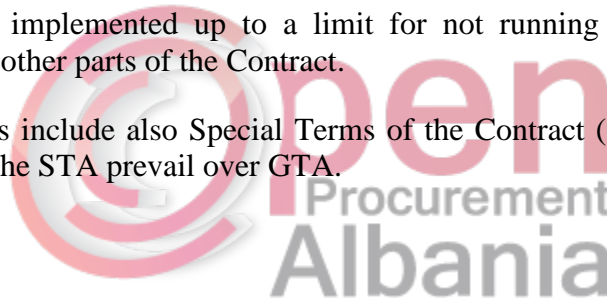 implemented up to a limit for not running
other parts of the Contract.
s include also Special Terms of the Contract (
he STA prevail over GTA.
Open
Procurement
Albania